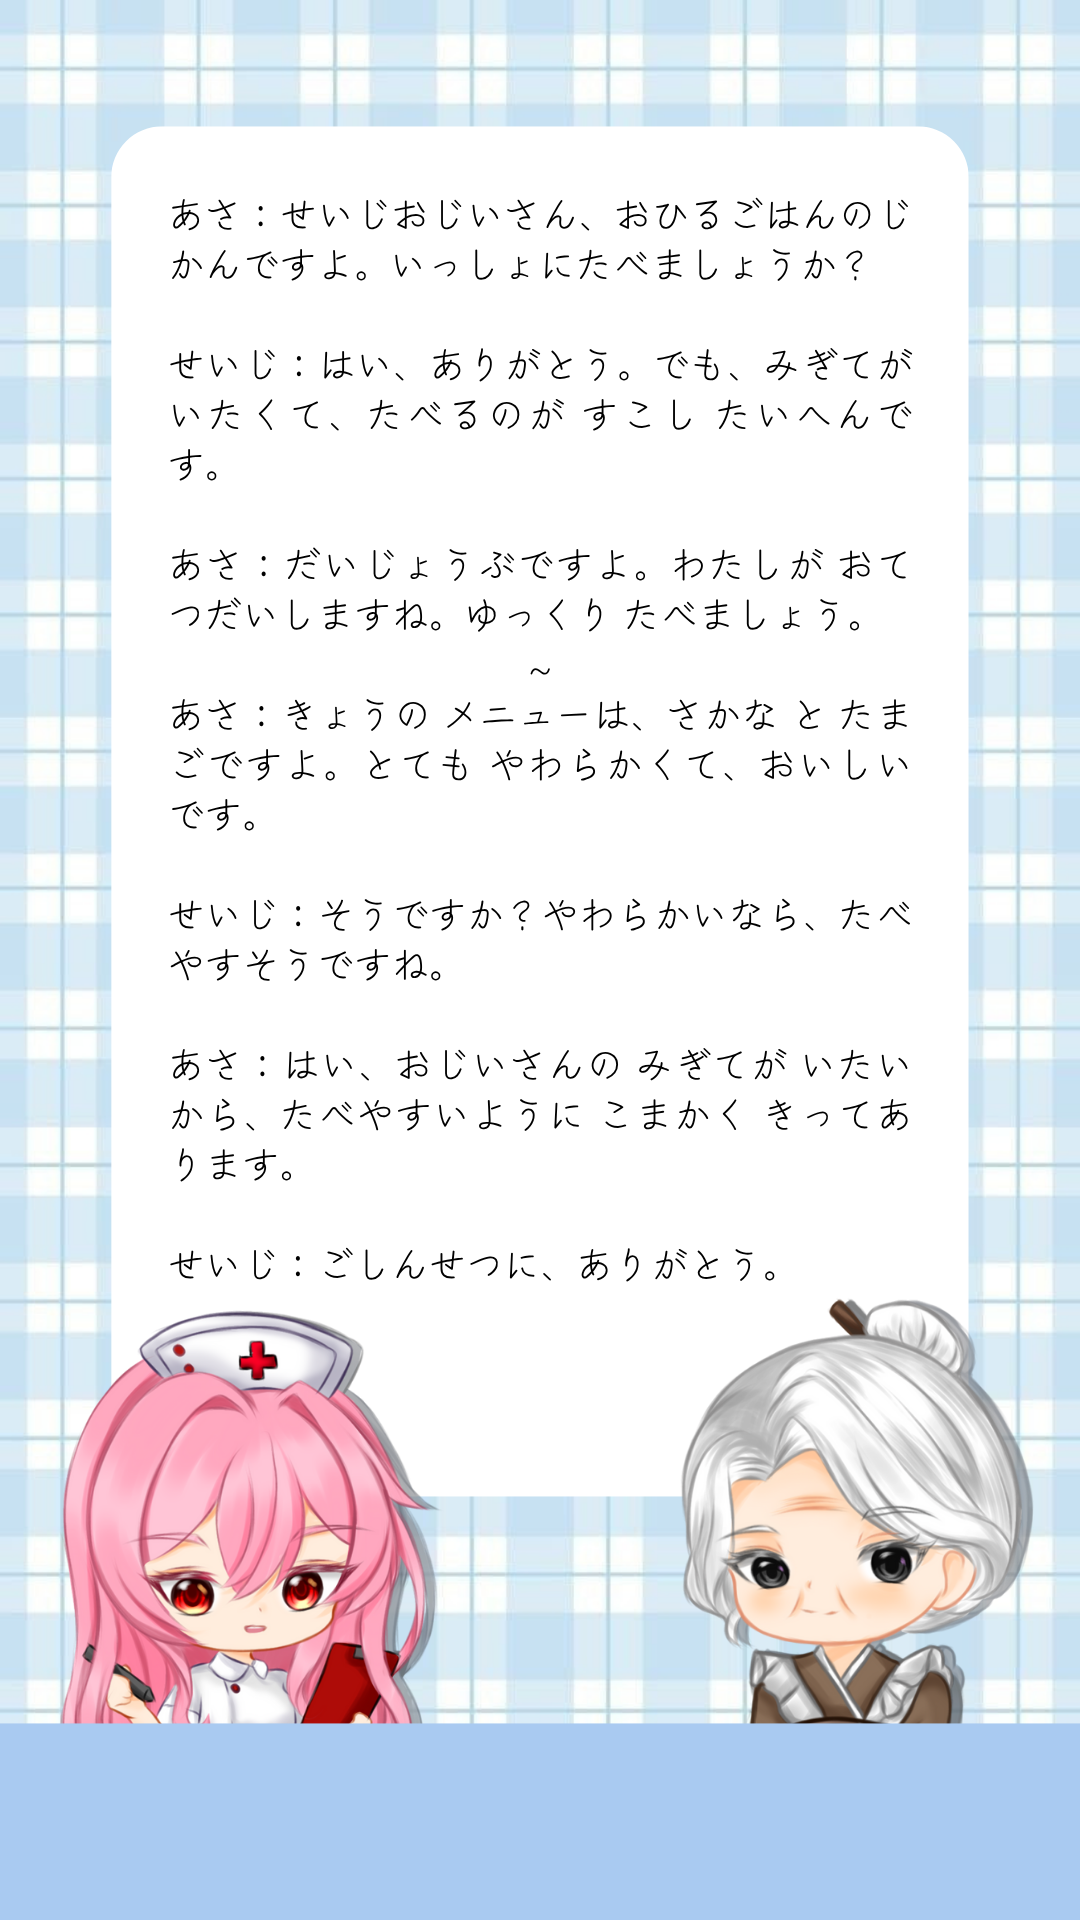 あさ：せいじおじいさん、おひるごはんのじ
かんですよ。いっしょにたべましょうか？
せいじ：はい、ありがとう。でも、みぎてが
いたくて、たべるのが すこし たいへんで
す。
あさ：だいじょうぶですよ。わたしが おて
つだいしますね。ゆっくり たべましょう。
~
あさ：きょうの メニューは、さかな と たま
ごですよ。とても やわらかくて、おいしい
です。
せいじ：そうですか？やわらかいなら、たべ
やすそうですね。
あさ：はい、おじいさんの みぎてが いたい
から、たべやすいように こまかく きってあ
ります。
せいじ：ごしんせつに、ありがとう。